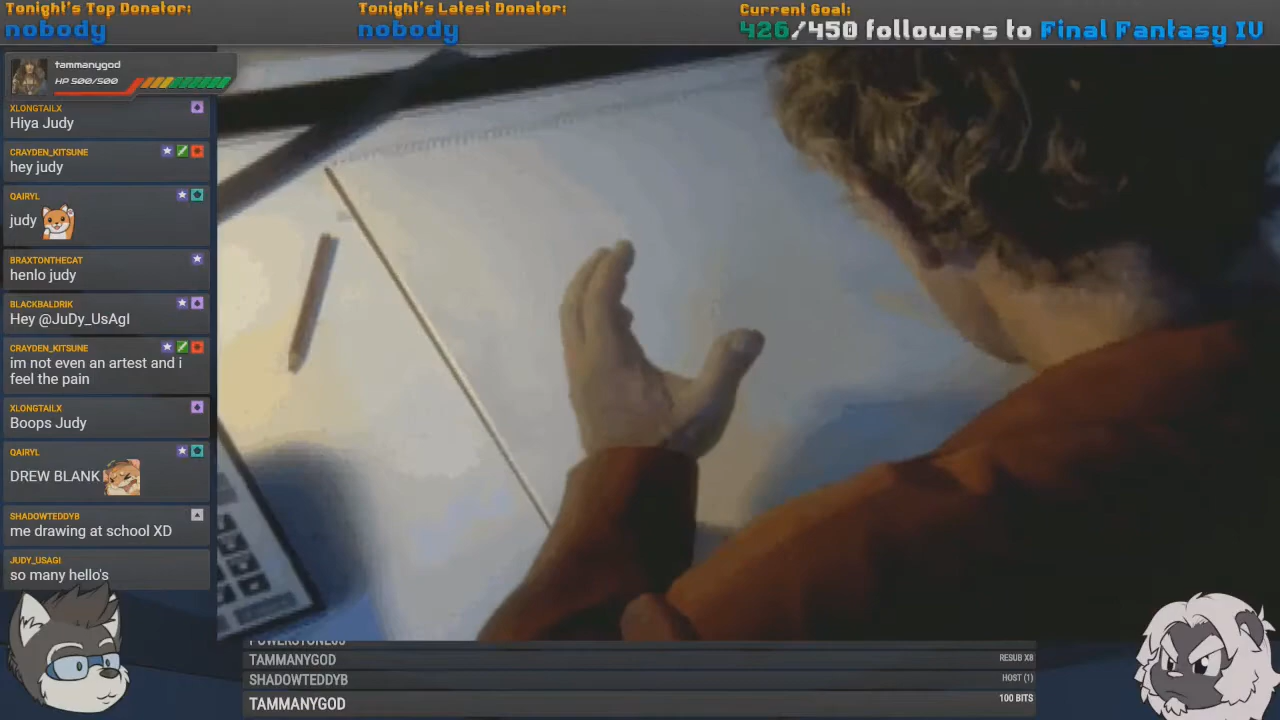 Tonight's Top Donator:
nobody
Tonight's Latest Donator:
nobody
Current Goal:
426/450 followers to Final Fantasy IV
tammanygod
HP 500/500
XLONGTAILX
Hiya Judy
CRAYDEN_KITSUNE
hey judy
QAIRYL
judy
BRAXTONTHECAT
henlo judy
BLACKBALDRIK
Hey @JuDy_UsAgI
CRAYDEN_KITSUNE
im not even an artest and i
feel the pain
XLONGTAILX
Boops Judy
QAIRYL
DREW BLANK
SHADOWTEDDYB
me drawing at school XD
JUDY_USAGI
so many hello's
TAMMANYGOD RESUB X8
SHADOWTEDDYB HOST (1)
TAMMANYGOD 100 BITS